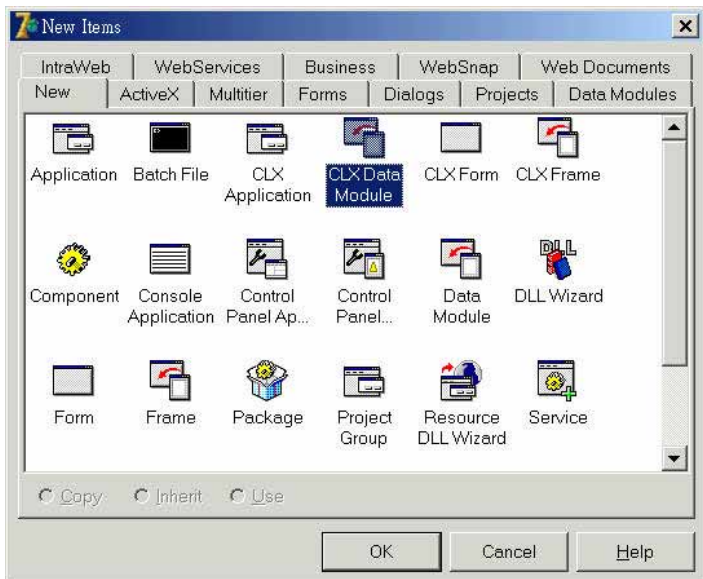 7 New Items
IntraWeb WebServices Business WebSnap Web Documents
New ActiveX Multitier Forms Dialogs Projects Data Modules
Application Batch File CLX Application CLX Data Module CLX Form CLX Frame
Component Console Application Control Panel Ap... Control Panel... Data Module DLL Wizard
DLL
Form Frame Package Project Group Resource DLL Wizard Service
Copy Inherit Use
OK Cancel Help